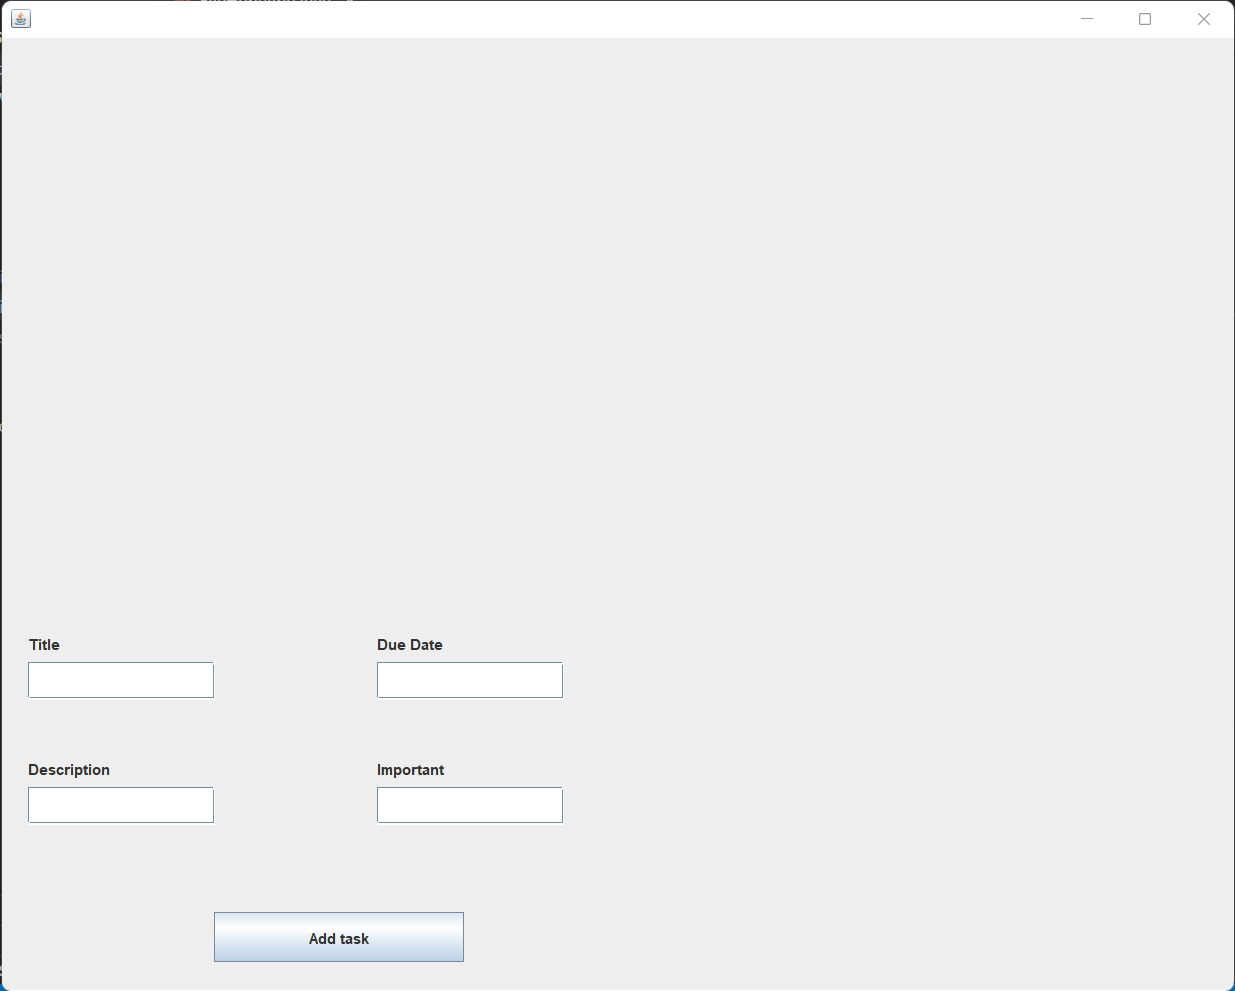 Title
Due Date
Description
Important
Add task